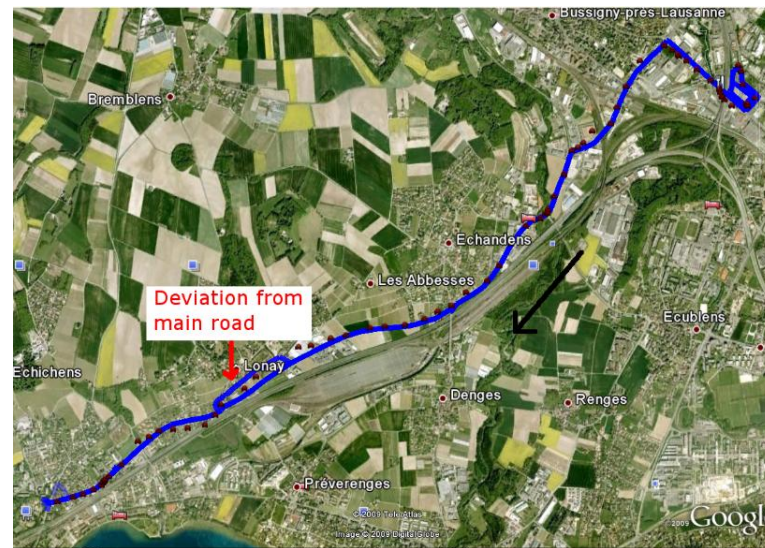 Bussigny-près-Lausanne
Bremblens
Echandens
Les Abbesses
Deviation from
main road
Ecublens
Echichens
Lonay
Denges
Renges
Préverenges
© 2009 Tele Atlas
Image © 2009 DigitalGlobe
© 2009 Google